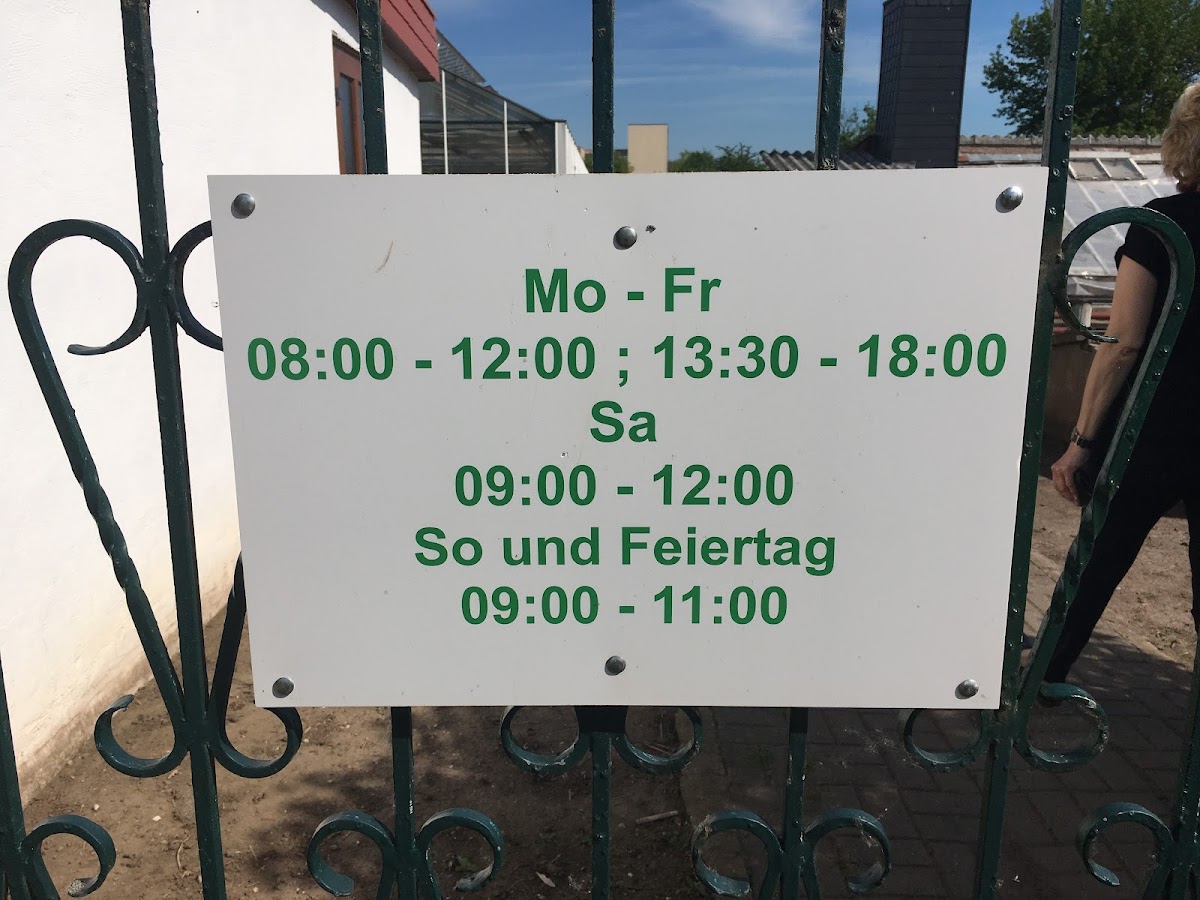 Mo - Fr
08:00 - 12:00 ; 13:30 - 18:00
Sa
09:00 - 12:00
So und Feiertag
09:00 - 11:00